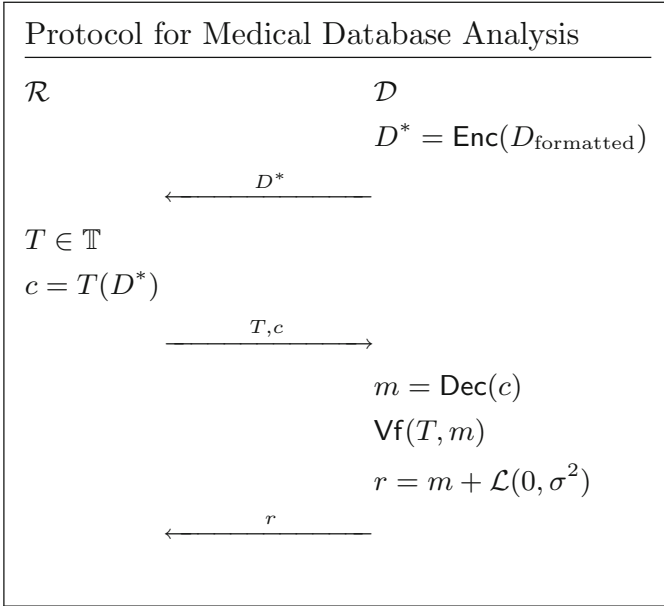 Protocol for Medical Database Analysis
ℛ 𝒟
D* = Enc(D_formatted)
D*
T ∈ 𝕋
c = T(D*)
T,c
m = Dec(c)
Vf(T, m)
r = m + ℒ(0, σ²)
r